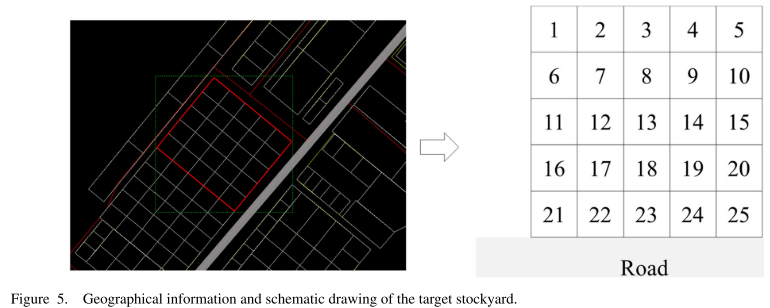 1 2 3 4 5
6 7 8 9 10
11 12 13 14 15
16 17 18 19 20
21 22 23 24 25
Road
Figure 5. Geographical information and schematic drawing of the target stockyard.